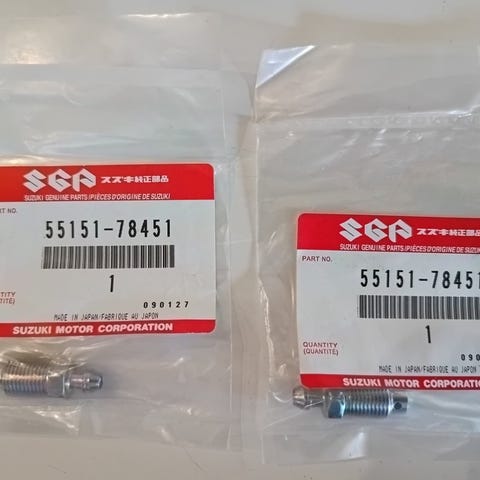 SGP スズキ純正部品
SUZUKI GENUINE PARTS/PIÈCES D'ORIGINE DE SUZUKI
PART NO.
55151-78451
QUANTITY
(QUANTITÉ)
1
090127
MADE IN JAPAN/FABRIQUE AU JAPON
SUZUKI MOTOR CORPORATION
SGP スズキ純正部品
SUZUKI GENUINE PARTS/PIÈCES D'ORIGINE DE
PART NO.
55151-78451
QUANTITY
(QUANTITÉ)
1
090
MADE IN JAPAN/FABRIQUE AU JAPON
SUZUKI MOTOR CORPORATION